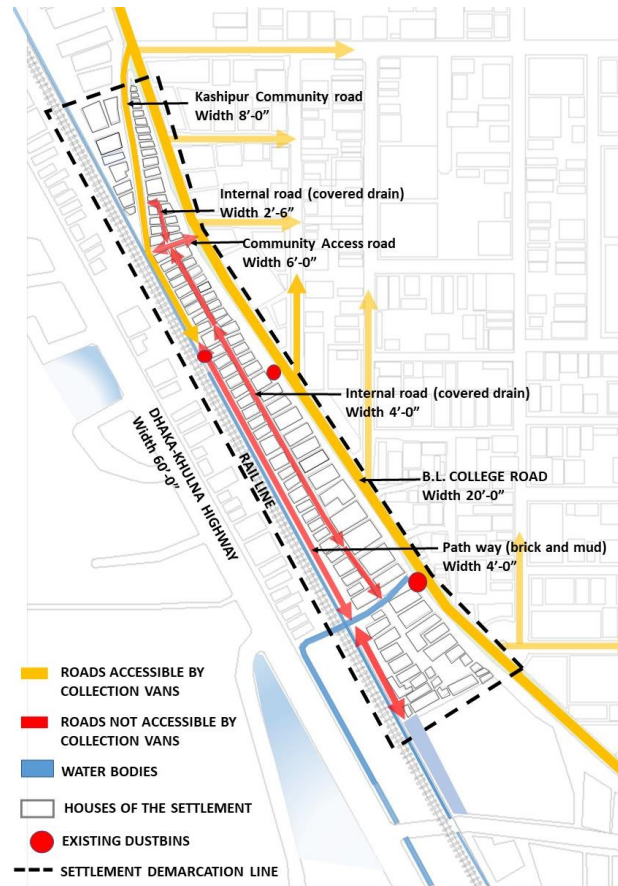 Kashipur Community road
Width 8’-0”
Internal road (covered drain)
Width 2’-6”
Community Access road
Width 6’-0”
Internal road (covered drain)
Width 4’-0”
DHAKA-KHULNA HIGHWAY
Width 60’-0”
RAIL LINE
B.L. COLLEGE ROAD
Width 20’-0”
Path way (brick and mud)
Width 4’-0”
ROADS ACCESSIBLE BY
COLLECTION VANS
ROADS NOT ACCESSIBLE BY
COLLECTION VANS
WATER BODIES
HOUSES OF THE SETTLEMENT
EXISTING DUSTBINS
SETTLEMENT DEMARCATION LINE